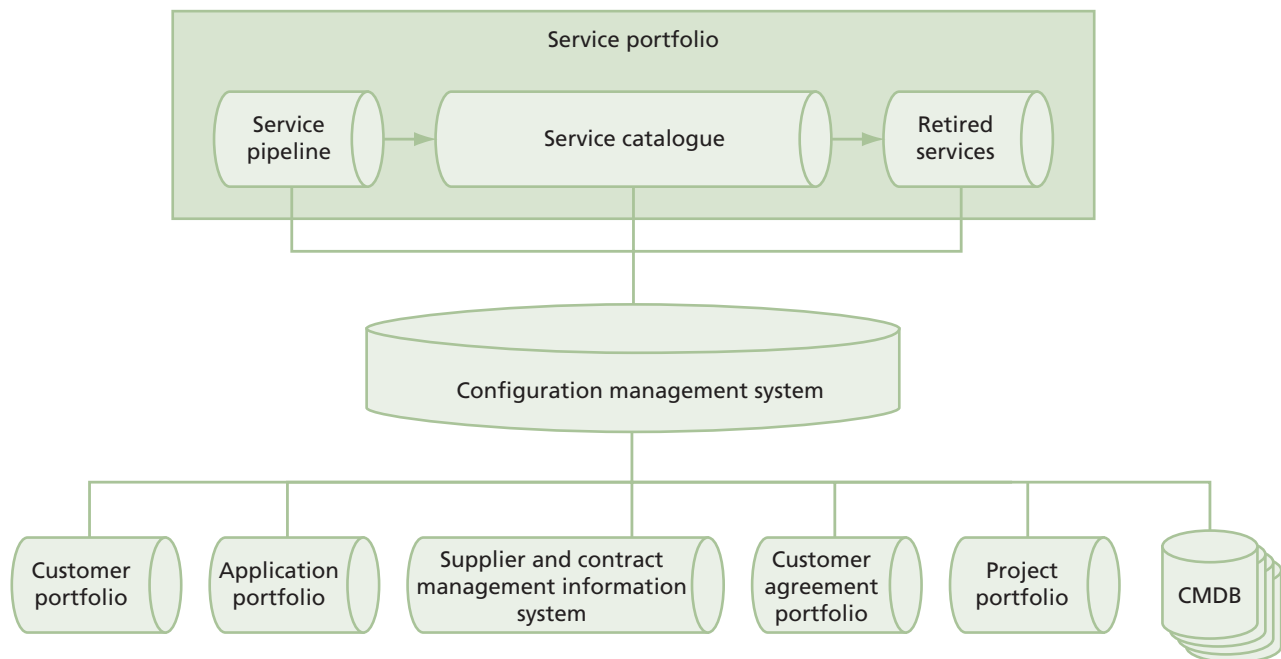 Service portfolio
Service
pipeline
Service catalogue
Retired
services
Configuration management system
Customer
portfolio
Application
portfolio
Supplier and contract
management information
system
Customer
agreement
portfolio
Project
portfolio
CMDB